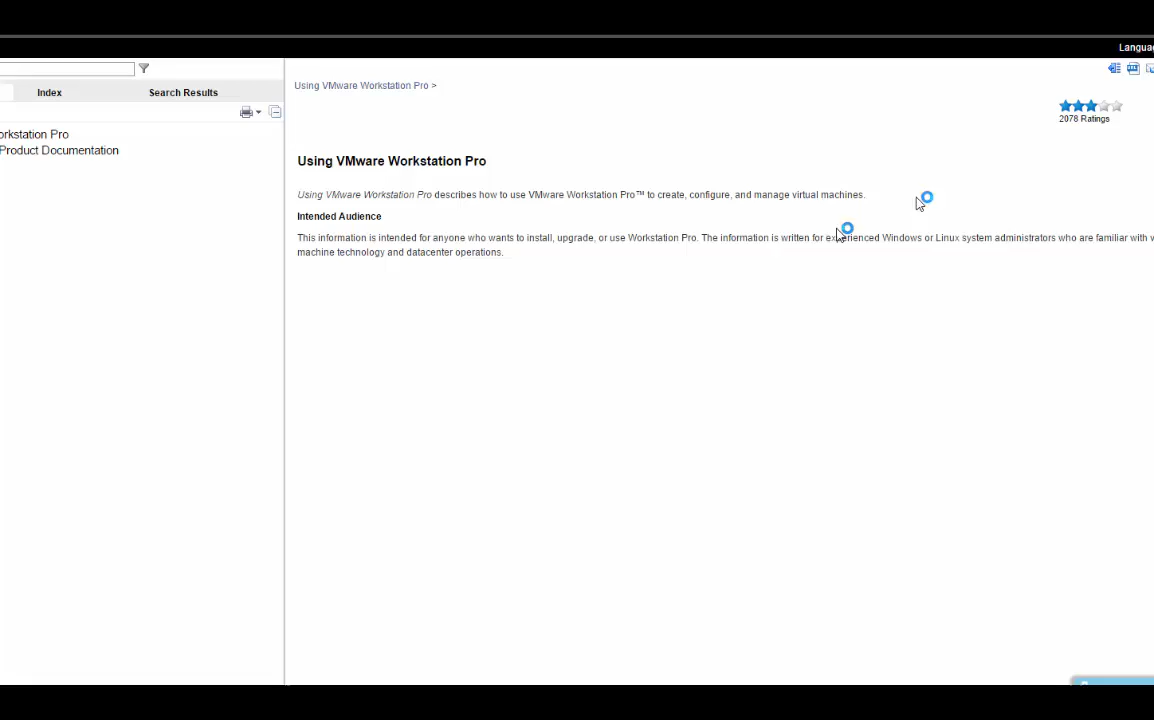 Langua
Index
Search Results
orkstation Pro
Product Documentation
Using VMware Workstation Pro >
2078 Ratings
Using VMware Workstation Pro
Using VMware Workstation Pro describes how to use VMware Workstation Pro™ to create, configure, and manage virtual machines.
Intended Audience
This information is intended for anyone who wants to install, upgrade, or use Workstation Pro. The information is written for experienced Windows or Linux system administrators who are familiar with v
machine technology and datacenter operations.